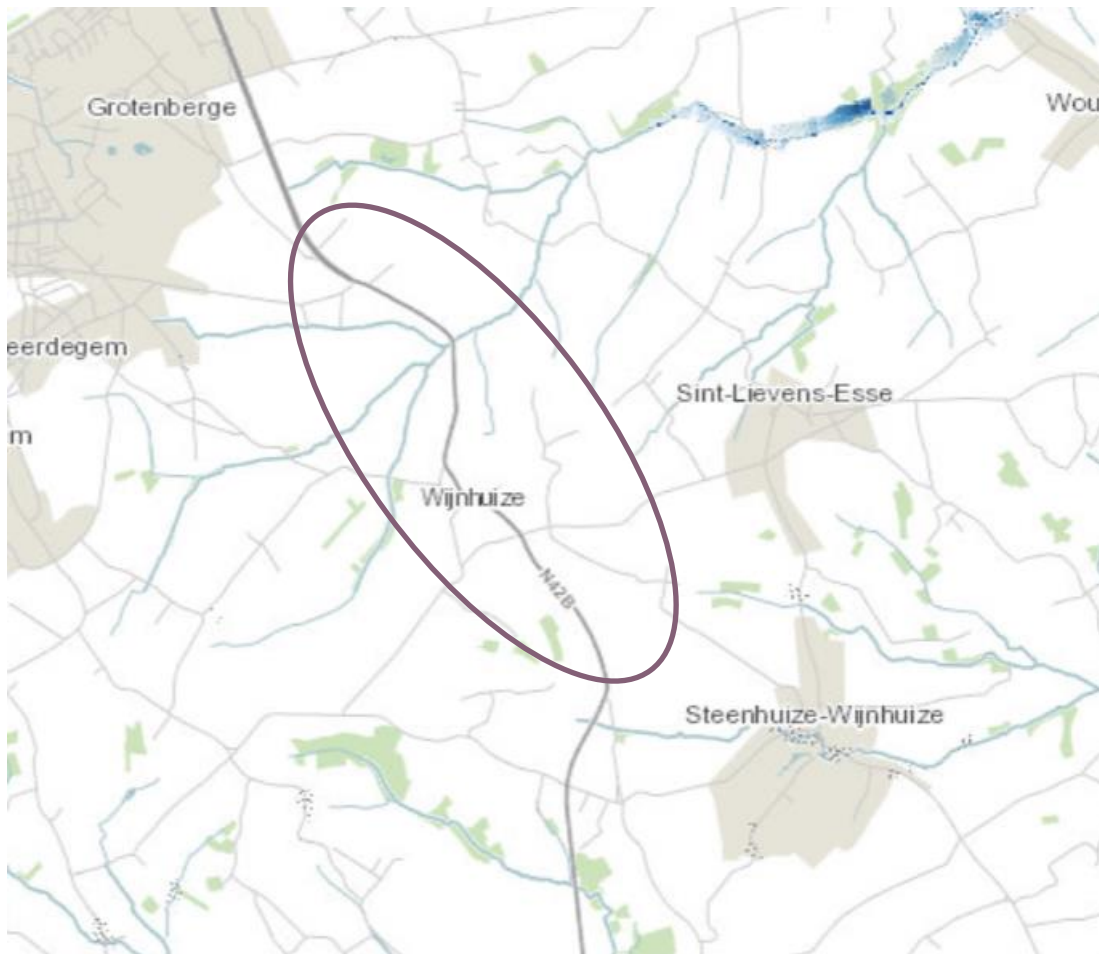 Grotenberge
Wou
eerdegem
Sint-Lievens-Esse
m
Wijnhuize
N42B
Steenhuize-Wijnhuize